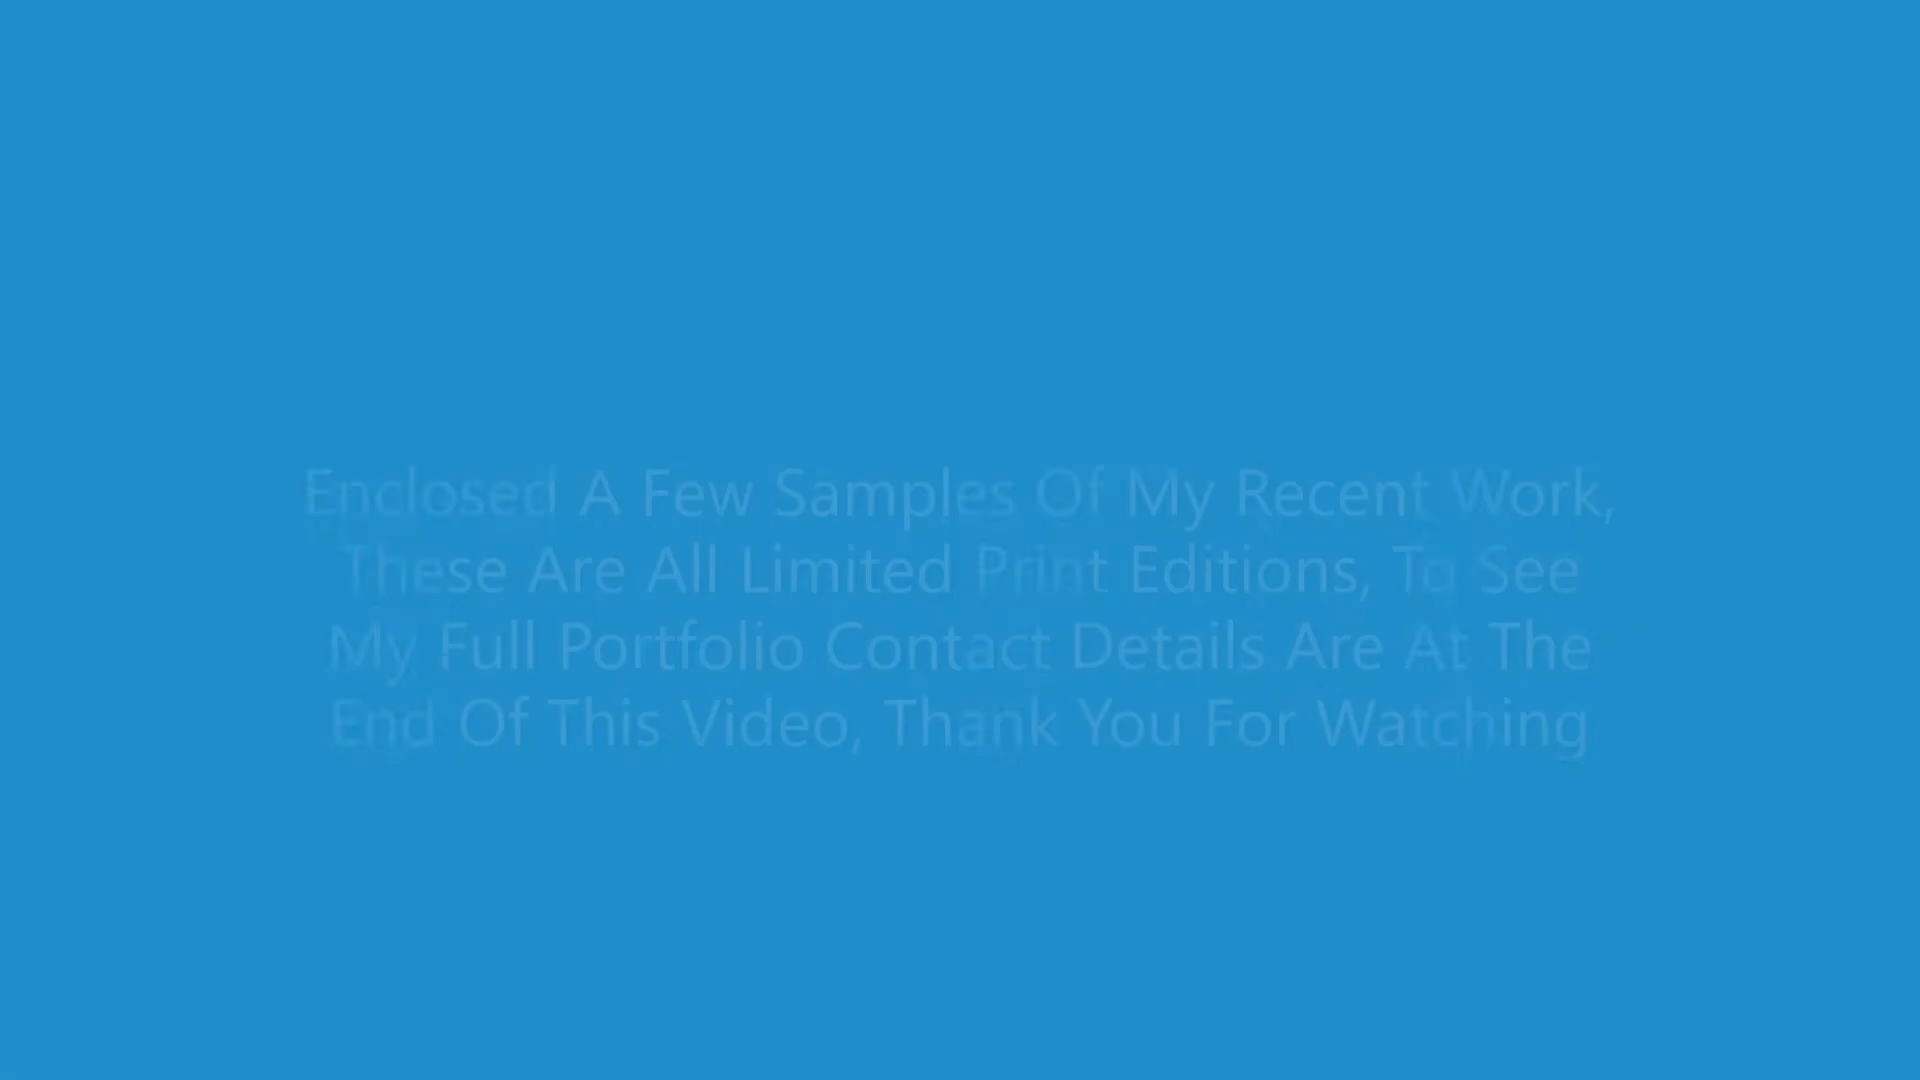 Enclosed A Few Samples Of My Recent Work,
These Are All Limited Print Editions, To See
My Full Portfolio Contact Details Are At The
End Of This Video, Thank You For Watching